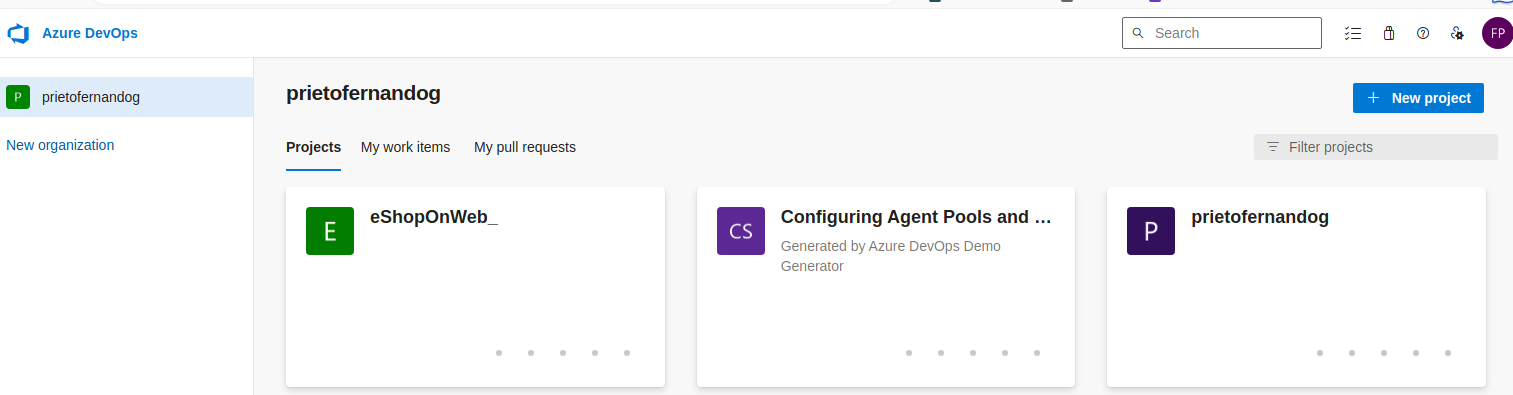 Azure DevOps
Search
FP
P prietofernandog
New organization
prietofernandog
+ New project
Projects My work items My pull requests
Filter projects
E eShopOnWeb_
CS Configuring Agent Pools and ...
Generated by Azure DevOps Demo
Generator
P prietofernandog